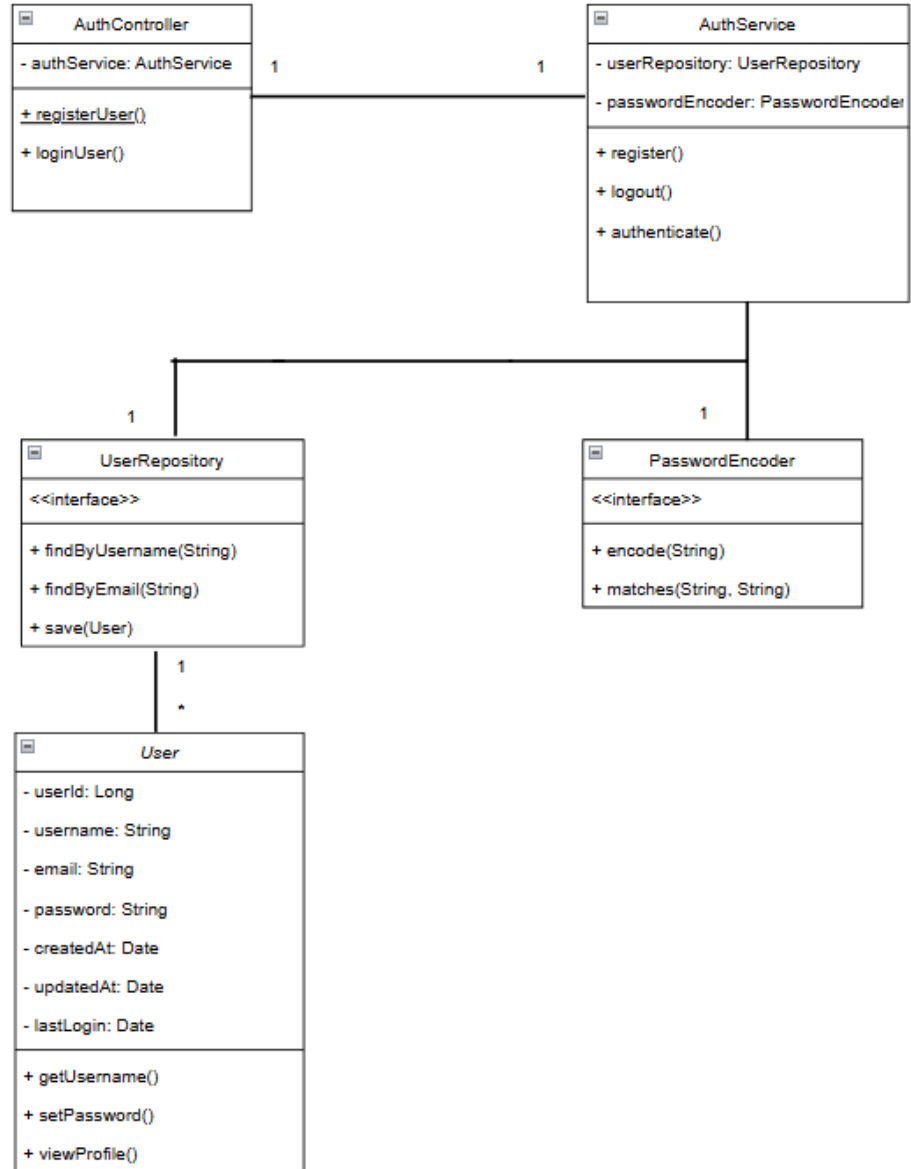 AuthController
- authService: AuthService
+ registerUser()
+ loginUser()
1
1
AuthService
- userRepository: UserRepository
- passwordEncoder: PasswordEncoder
+ register()
+ logout()
+ authenticate()
1
1
UserRepository
<<interface>>
+ findByUsername(String)
+ findByEmail(String)
+ save(User)
PasswordEncoder
<<interface>>
+ encode(String)
+ matches(String, String)
1
*
User
- userId: Long
- username: String
- email: String
- password: String
- createdAt: Date
- updatedAt: Date
- lastLogin: Date
+ getUsername()
+ setPassword()
+ viewProfile()